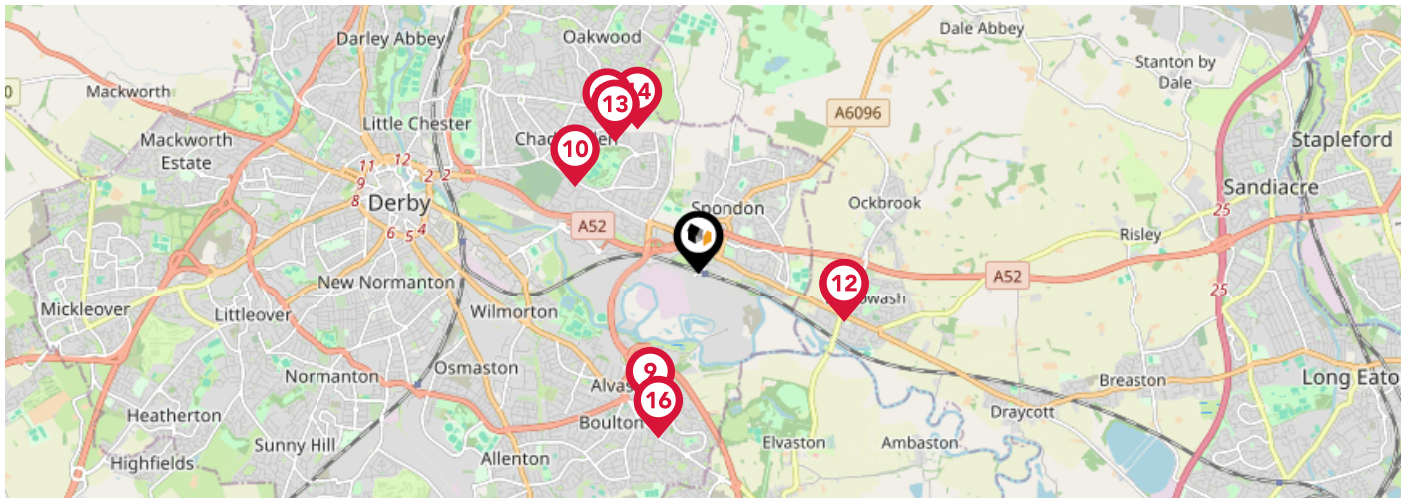 Darley Abbey
Oakwood
Dale Abbey
Stanton by
Dale
Mackworth
0
14
13
A6096
Little Chester
Mackworth
Estate
Stapleford
10
11
12
9
2
2
2
8
Derby
Sandiacre
Spondon
Ockbrook
25
A52
6
5
4
Risley
A52
New Normanton
12
25
Mickleover
Littleover
Wilmorton
Osmaston
9
Normanton
Breaston
Long Eato
16
Heatherton
Boulton
Draycott
Sunny Hill
Elvaston
Ambaston
Highfields
Allenton